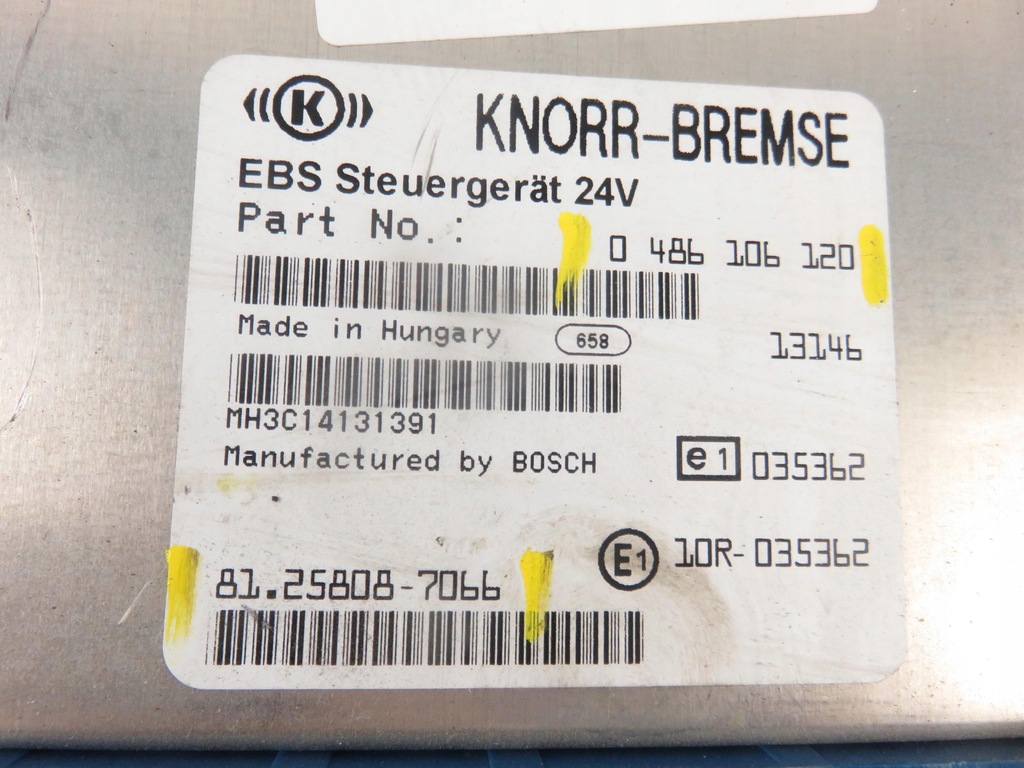 K KNORR-BREMSE
EBS Steuergerät 24V
Part No.:
0 486 106 120
Made in Hungary 658 13146
MH3C14131391
Manufactured by BOSCH e1 035362
E1 10R-035362
81.25808-7066